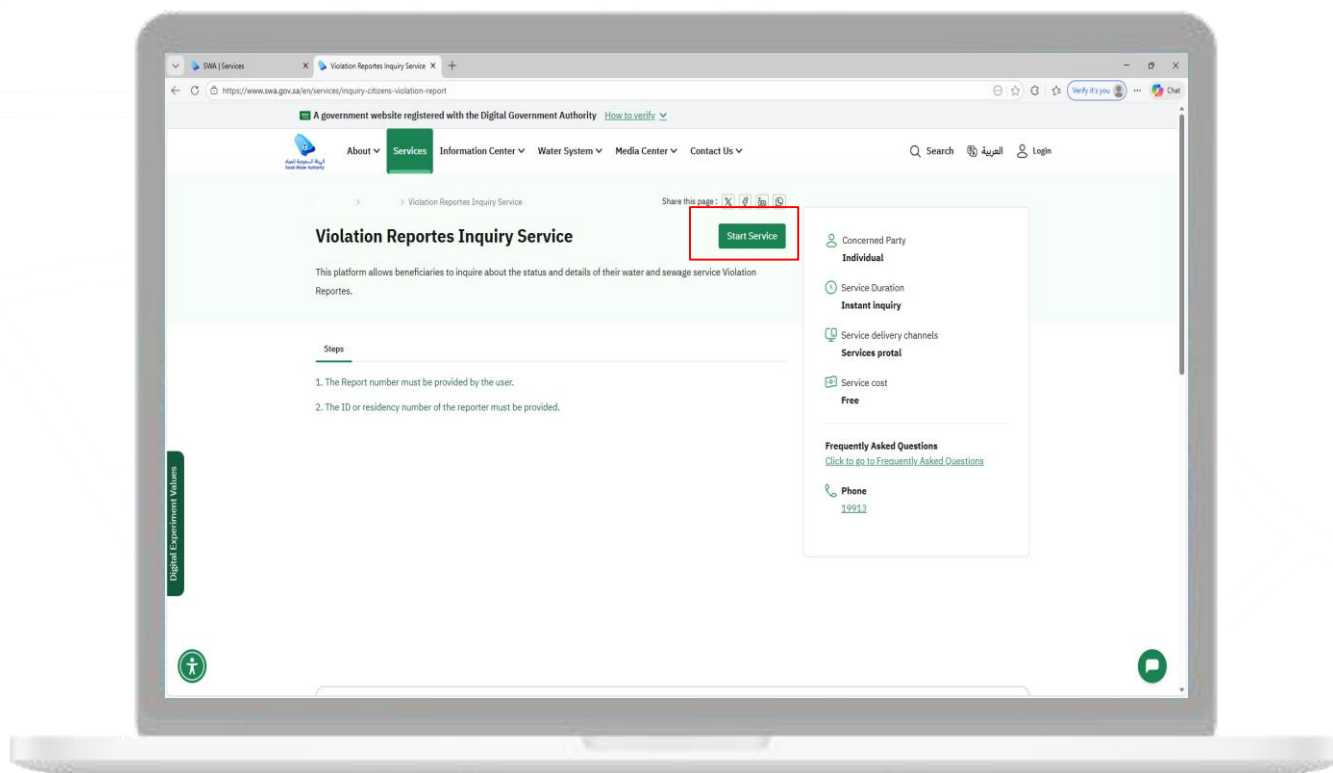 SWA | Services
Violation Reportes Inquiry Service
https://www.swa.gov.sa/en/services/inquiry-citizens-violation-report
Verify it's you
Chat
A government website registered with the Digital Government Authority How to verify
الهيئة السعودية للمياه
Saudi Water Authority
About Services Information Center Water System Media Center Contact Us
Search العربية Login
> > Violation Reportes Inquiry Service
Share this page :
Violation Reportes Inquiry Service
Start Service
This platform allows beneficiaries to inquire about the status and details of their water and sewage service Violation
Reportes.
Steps
1. The Report number must be provided by the user.
2. The ID or residency number of the reporter must be provided.
Concerned Party
Individual
Service Duration
Instant inquiry
Service delivery channels
Services protal
Service cost
Free
Frequently Asked Questions
Click to go to Frequently Asked Questions
Phone
19913
Digital Experiment Values